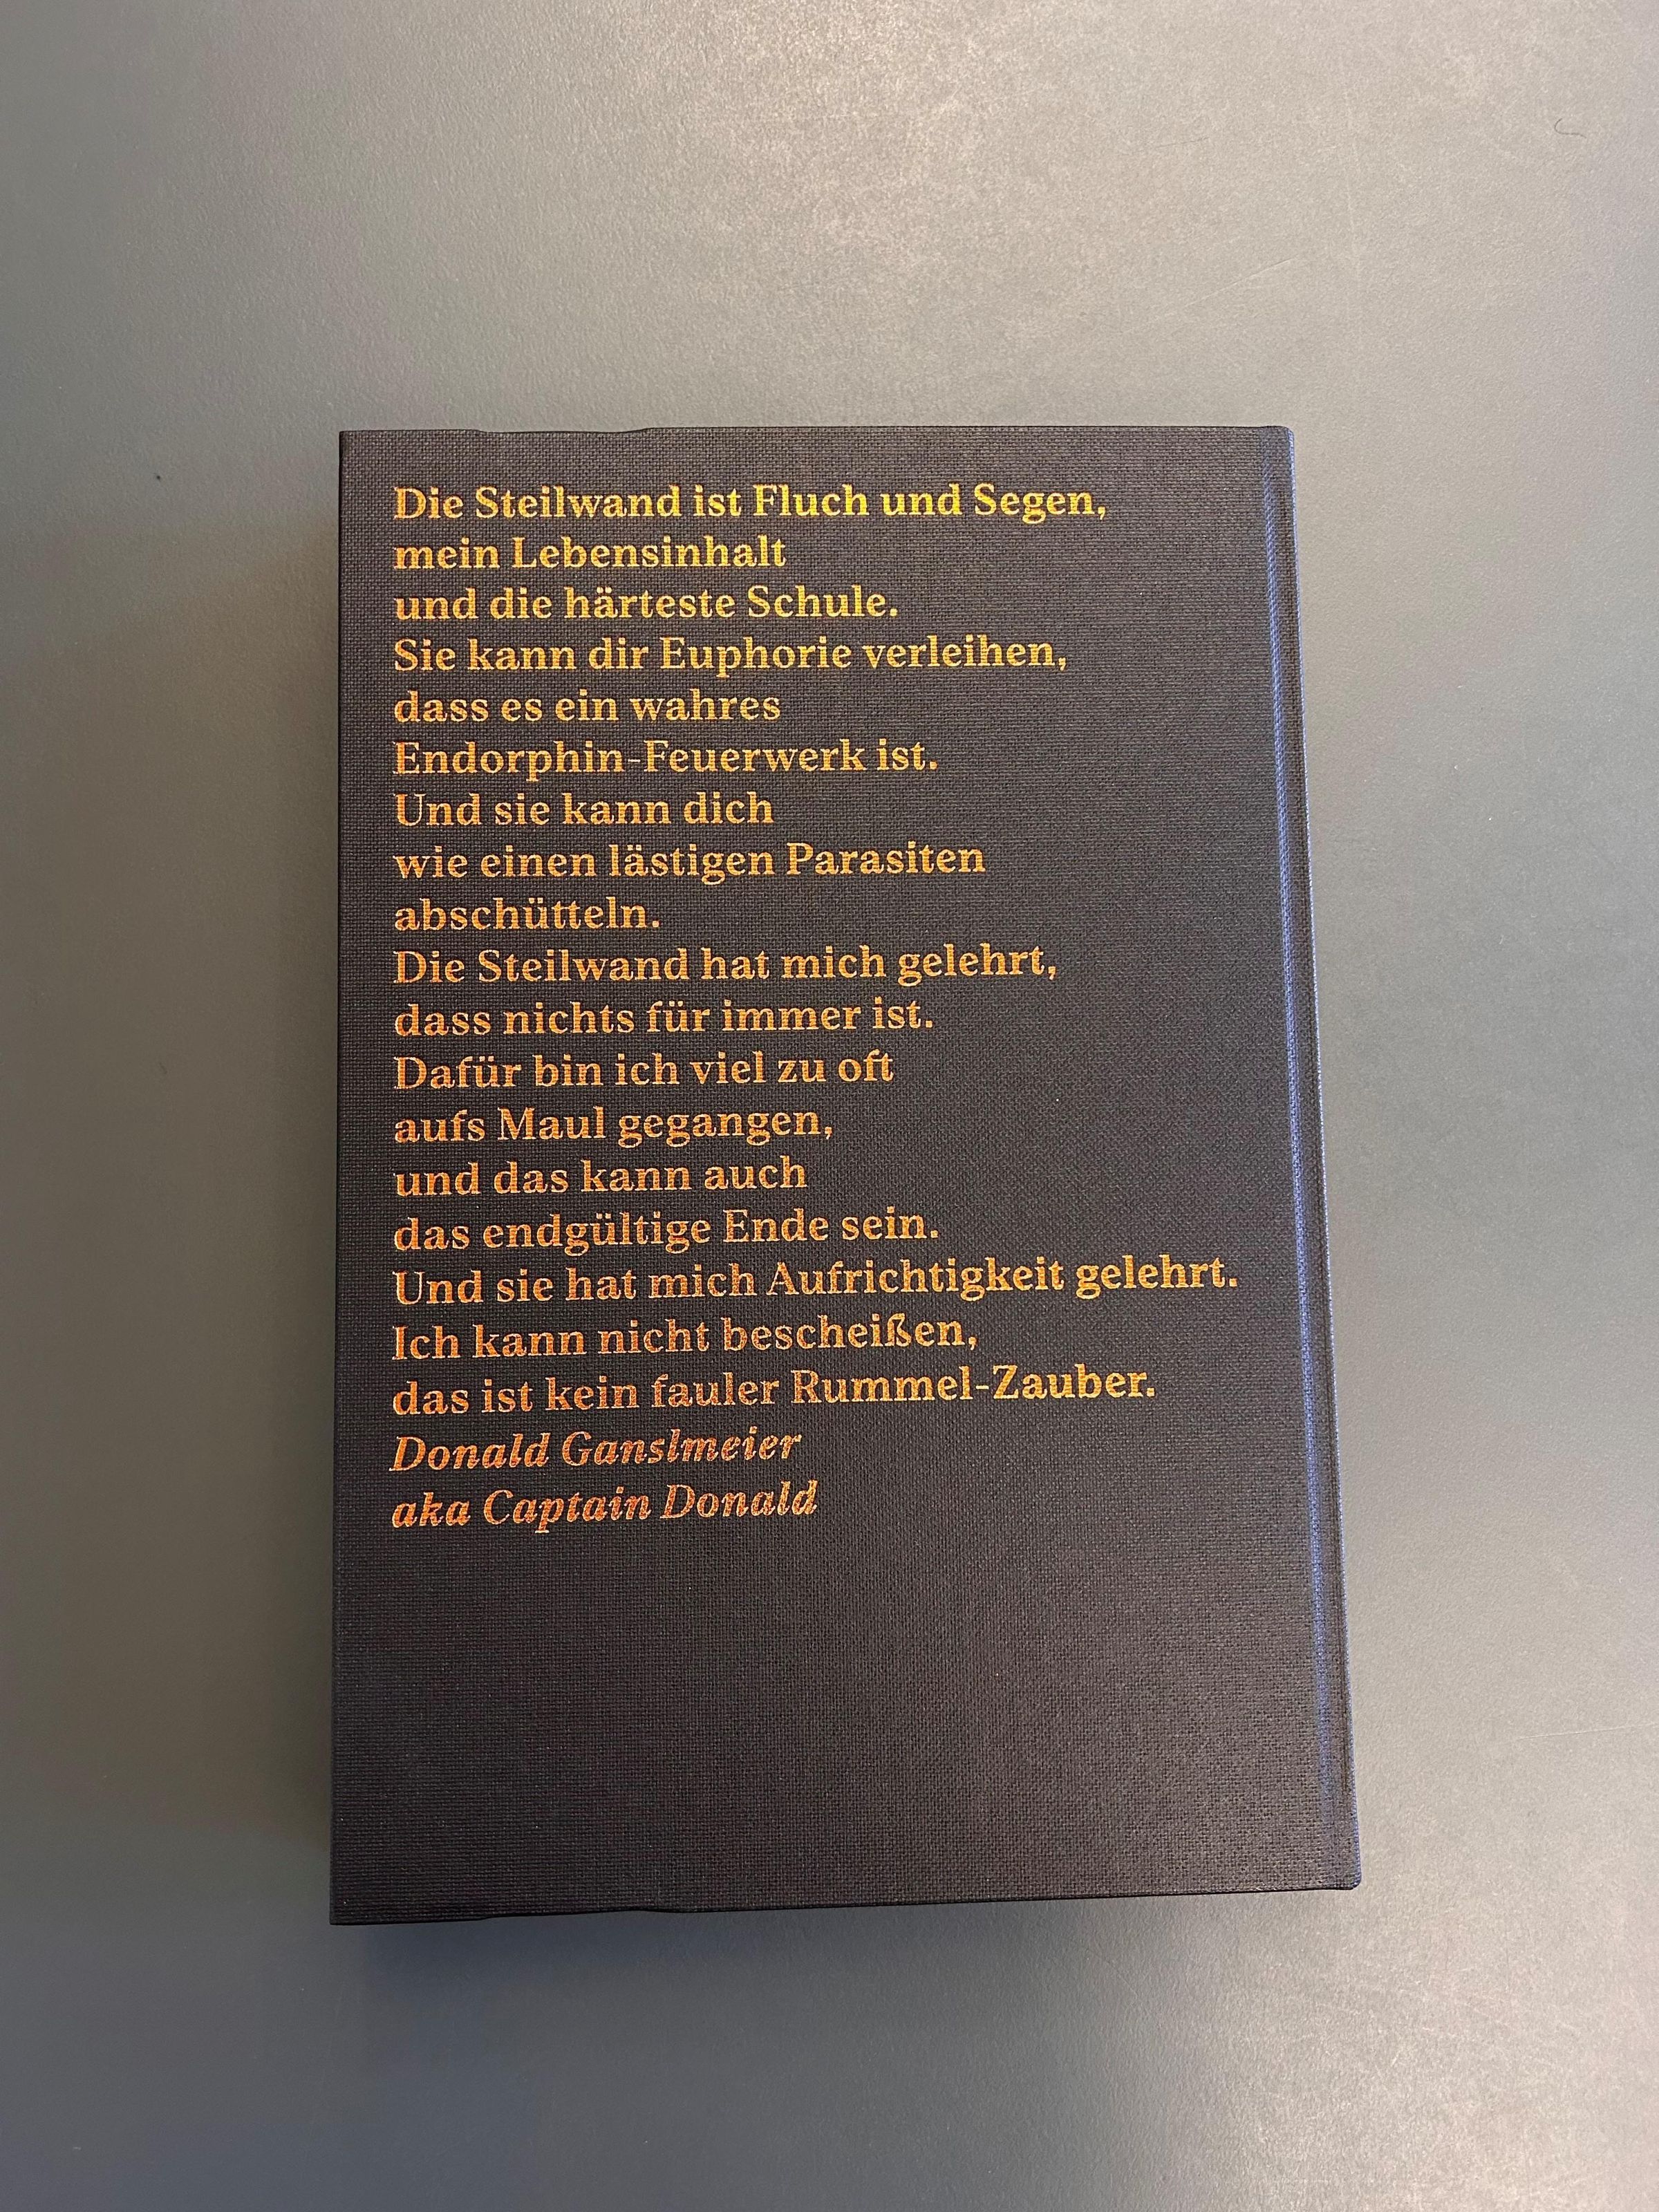 Die Steilwand ist Fluch und Segen,
mein Lebensinhalt
und die härteste Schule.
Sie kann dir Euphorie verleihen,
dass es ein wahres
Endorphin-Feuerwerk ist.
Und sie kann dich
wie einen lästigen Parasiten
abschütteln.
Die Steilwand hat mich gelehrt,
dass nichts für immer ist.
Dafür bin ich viel zu oft
aufs Maul gegangen,
und das kann auch
das endgültige Ende sein.
Und sie hat mich Aufrichtigkeit gelehrt.
Ich kann nicht bescheißen,
das ist kein fauler Rummel-Zauber.
Donald Ganslmeier
aka Captain Donald